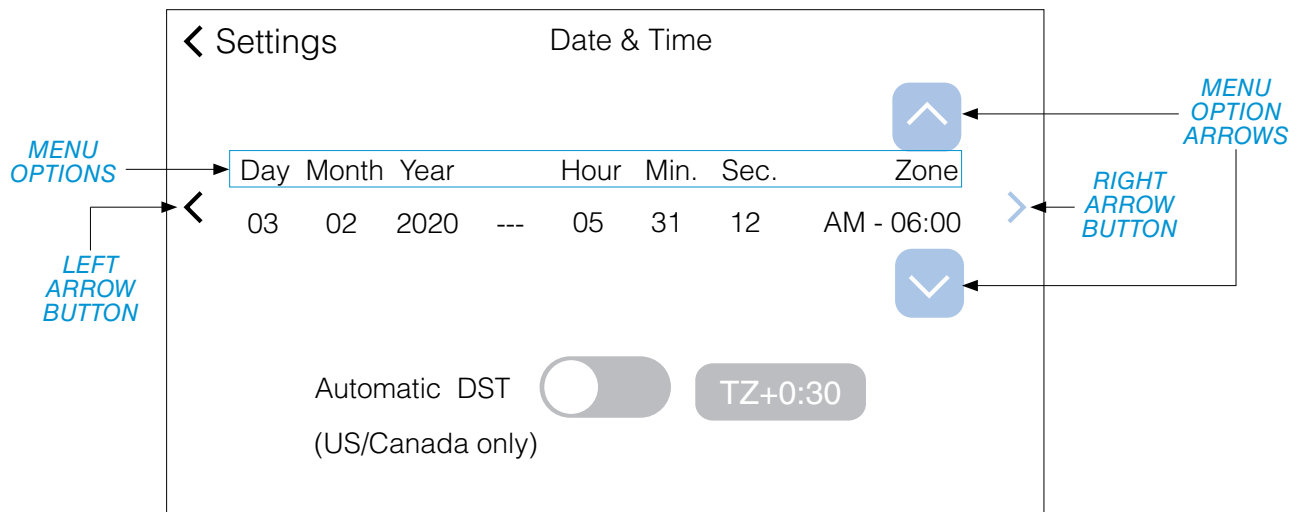 Settings
Date & Time
MENU
OPTION
ARROWS
MENU
OPTIONS
Day Month Year Hour Min. Sec. Zone
03 02 2020 --- 05 31 12 AM - 06:00
RIGHT
ARROW
BUTTON
LEFT
ARROW
BUTTON
Automatic DST
TZ+0:30
(US/Canada only)